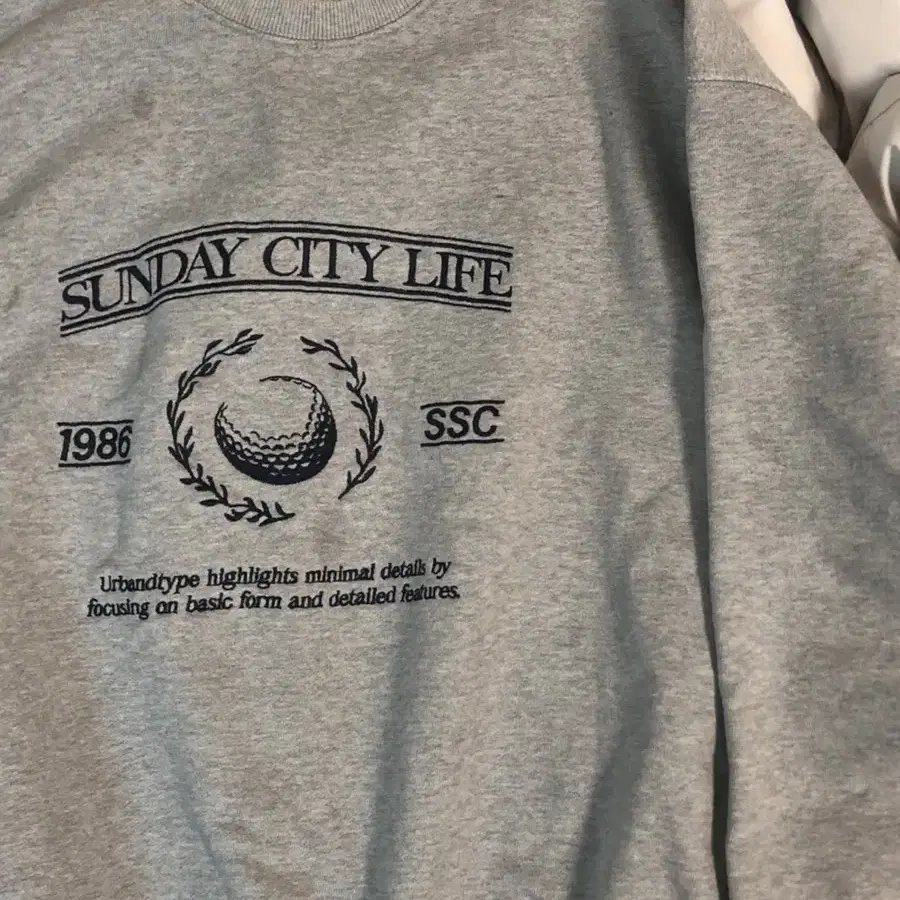 SUNDAY CITY LIFE
1986
SSC
Urbandtype highlights minimal details by
focusing on basic form and detailed features.